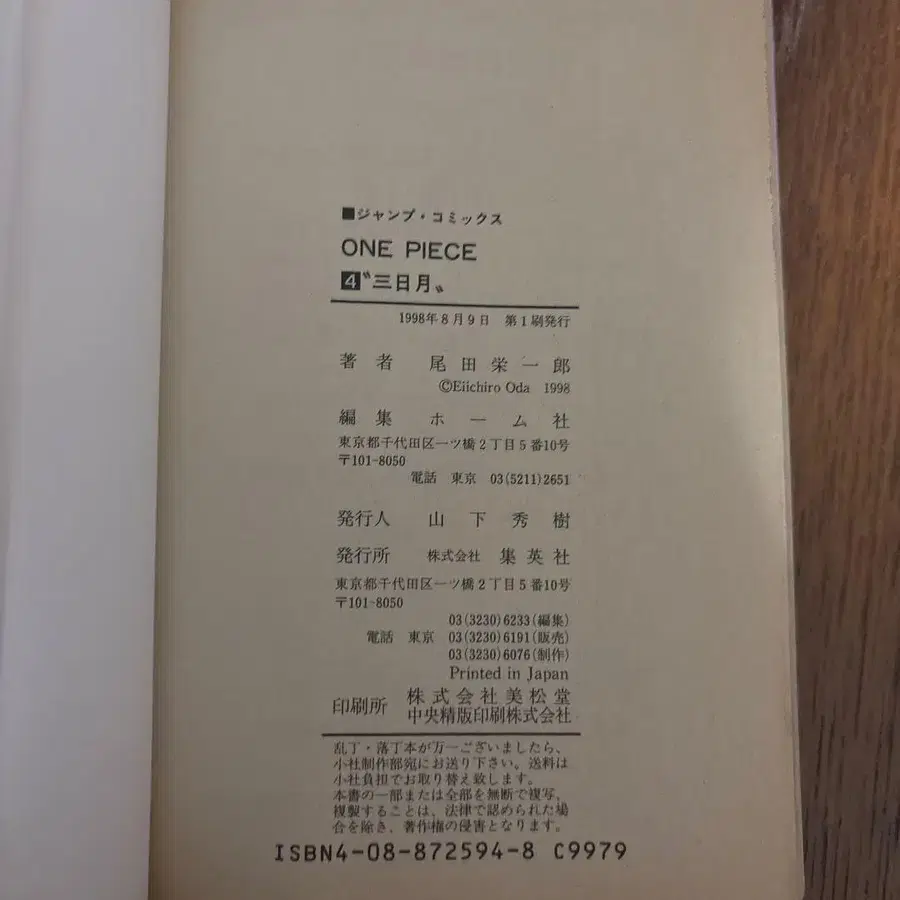 ■ジャンプ・コミックス
ONE PIECE
4 〝三日月〟
1998年8月9日 第1刷発行
著者 尾田栄一郎
©Eiichiro Oda 1998
編集 ホーム社
東京都千代田区一ツ橋2丁目5番10号
〒101-8050
電話 東京 03(5211)2651
発行人 山下秀樹
発行所 株式会社 集英社
東京都千代田区一ツ橋2丁目5番10号
〒101-8050
03(3230)6233(編集)
電話 東京 03(3230)6191(販売)
03(3230)6076(制作)
Printed in Japan
印刷所 株式会社美松堂
中央精版印刷株式会社
乱丁・落丁本が万一ございましたら、
小社制作部宛にお送り下さい。送料は
小社負担でお取り替え致します。
本書の一部または全部を無断で複写、
複製することは、法律で認められた場
合を除き、著作権の侵害となります。
ISBN4-08-872594-8 C9979